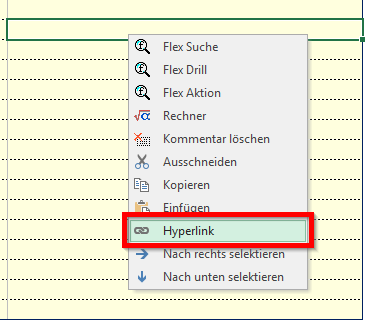 Flex Suche
Flex Drill
Flex Aktion
Rechner
Kommentar löschen
Ausschneiden
Kopieren
Einfügen
Hyperlink
Nach rechts selektieren
Nach unten selektieren